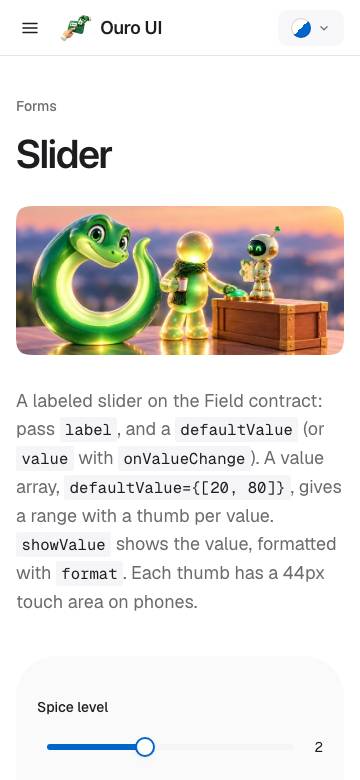 Ouro UI
Forms
Slider
A labeled slider on the Field contract:
pass label, and a defaultValue (or
value with onValueChange). A value
array, defaultValue={[20, 80]}, gives
a range with a thumb per value.
showValue shows the value, formatted
with format. Each thumb has a 44px
touch area on phones.
Spice level
2